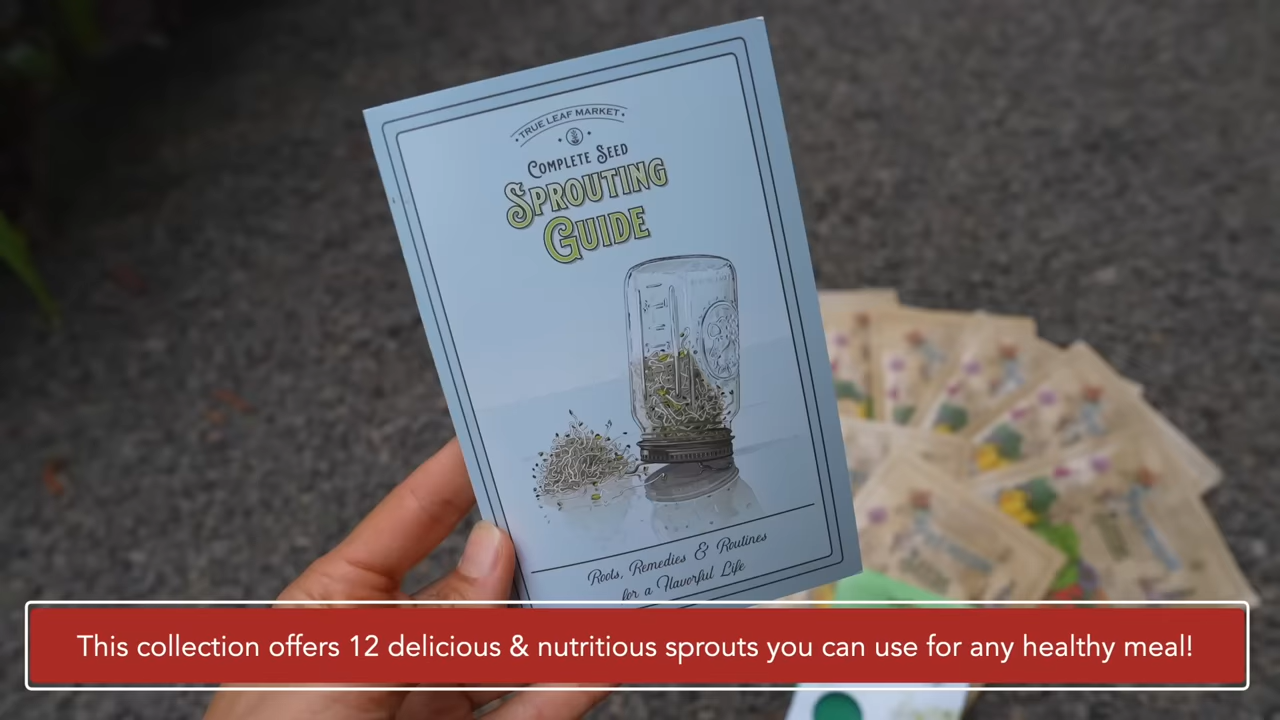 TRUE LEAF MARKET
COMPLETE SEED
SPROUTING
GUIDE
Roots, Remedies & Routines
for a Flavorful Life
This collection offers 12 delicious & nutritious sprouts you can use for any healthy meal!